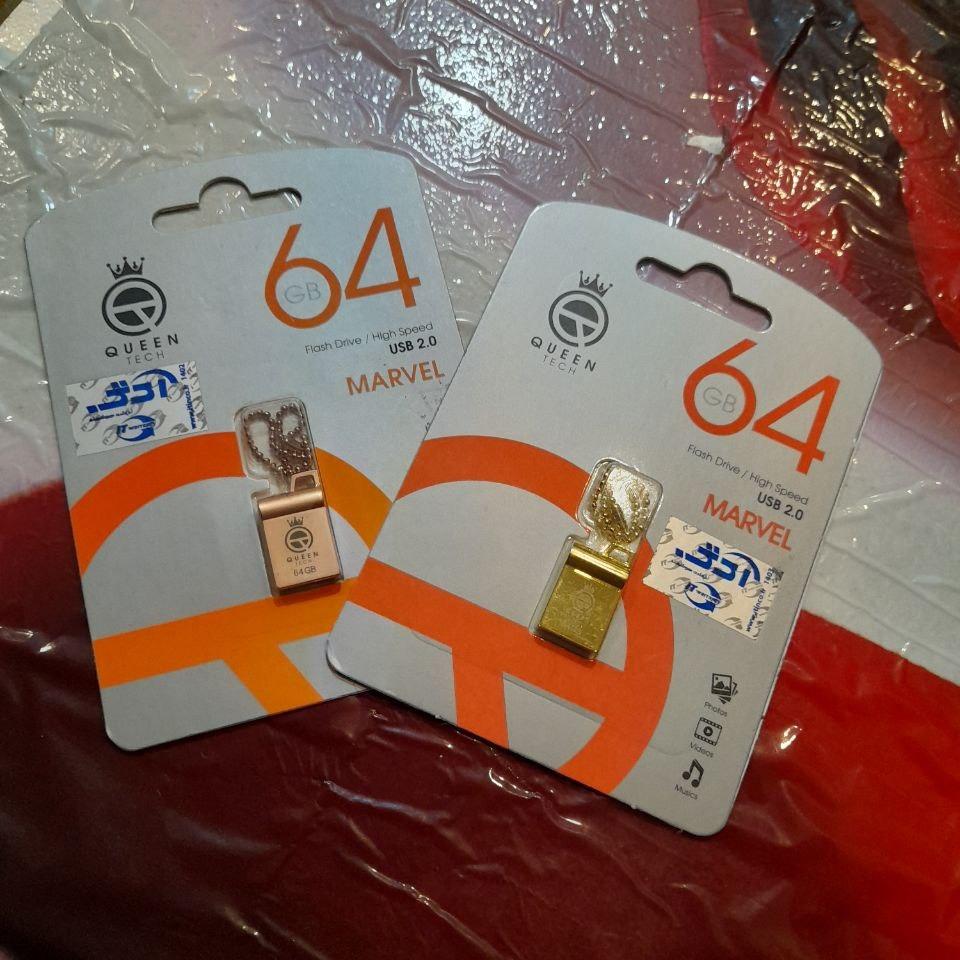 64
GB
QUEEN
TECH
Flash Drive / High Speed
USB 2.0
MARVEL
QUEEN
TECH
64GB
64
GB
QUEEN
TECH
Flash Drive / High Speed
USB 2.0
MARVEL
QUEEN
Photos
Videos
Musics